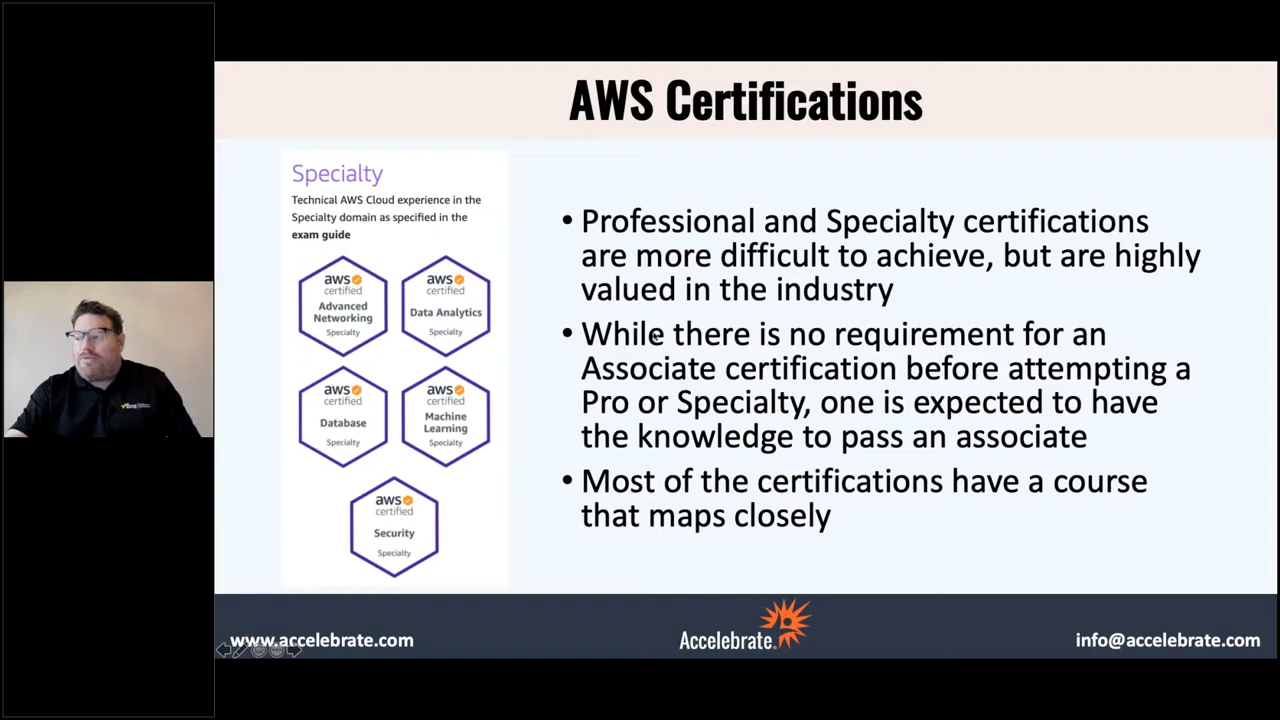 AWS Certifications
Specialty
Technical AWS Cloud experience in the
Specialty domain as specified in the
exam guide
aws
certified
Advanced
Networking
Specialty
aws
certified
Data Analytics
Specialty
aws
certified
Database
Specialty
aws
certified
Machine
Learning
Specialty
aws
certified
Security
Specialty
• Professional and Specialty certifications
are more difficult to achieve, but are highly
valued in the industry
• While there is no requirement for an
Associate certification before attempting a
Pro or Specialty, one is expected to have
the knowledge to pass an associate
• Most of the certifications have a course
that maps closely
www.accelebrate.com
Accelebrate
info@accelebrate.com